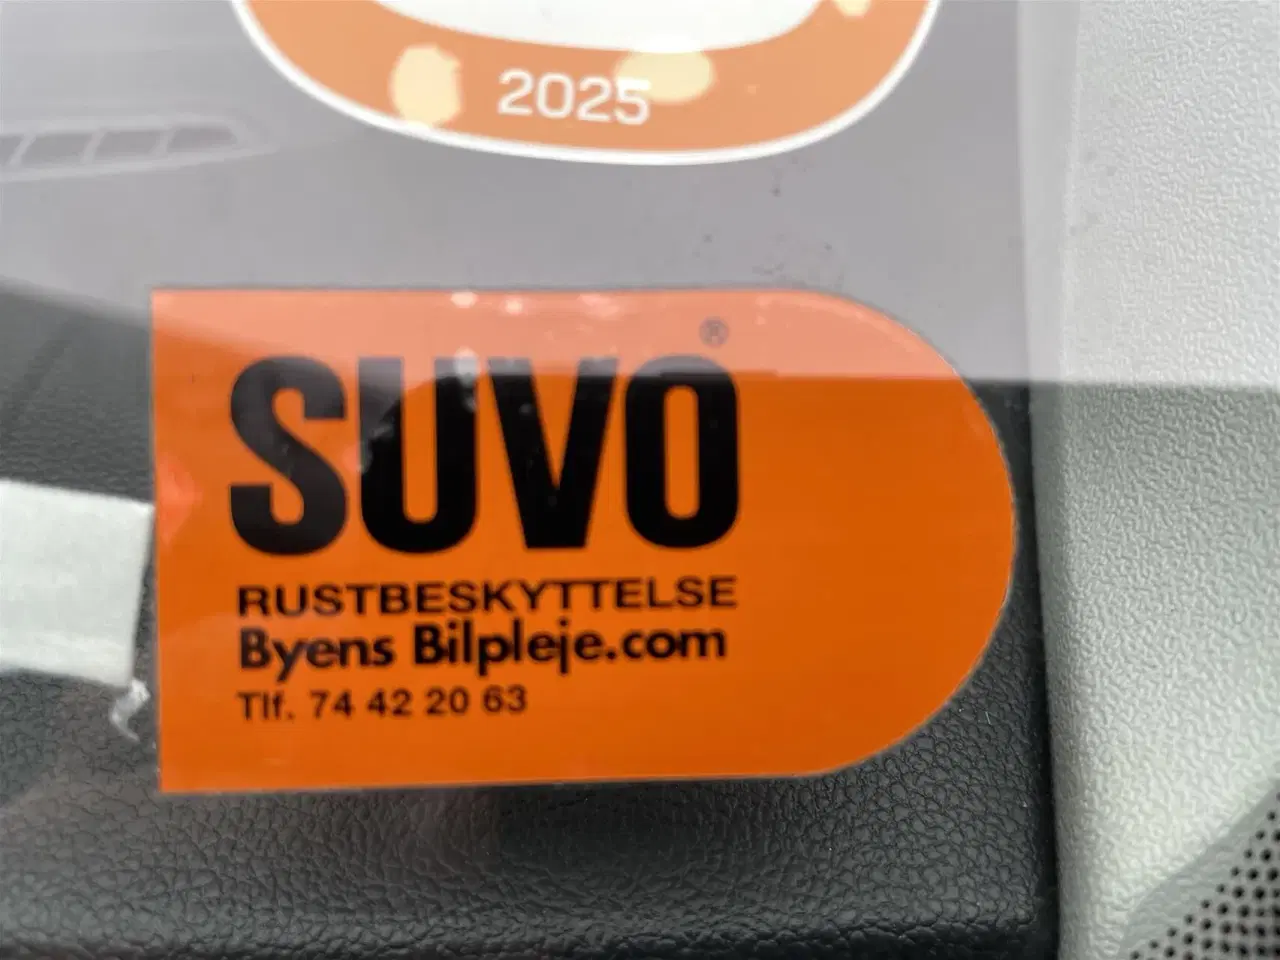 2025
SUVO®
RUSTBESKYTTELSE
Byens Bilpleje.com
Tlf. 74 42 20 63